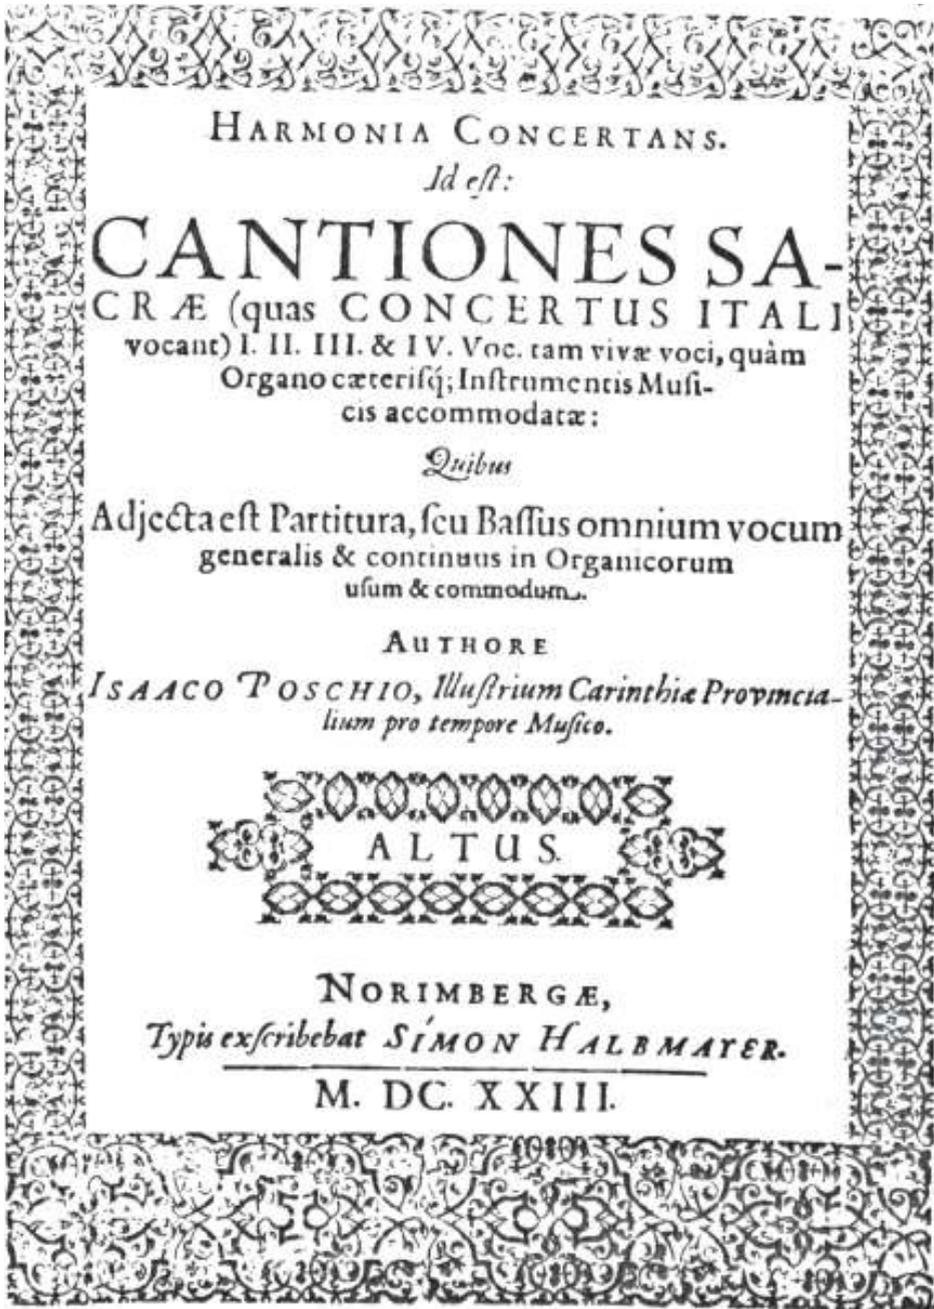 HARMONIA CONCERTANS.
Id eſt:
CANTIONES SA-
CRÆ (quas CONCERTUS ITALI
vocant) I. II. III. & IV. Voc. tam vivæ voci, quàm
Organo cæteriſq́; Inſtrumentis Muſi-
cis accommodatæ:
Quibus
Adjecta eſt Partitura, ſeu Baſſus omnium vocum
generalis & continuus in Organicorum
uſum & commodum.
AUTHORE
ISAACO POSCHIO, Illuſtrium Carinthiæ Provincia-
lium pro tempore Muſico.
ALTUS.
NORIMBERGÆ,
Typis exſcribebat SIMON HALBMAYER.
M. DC. XXIII.